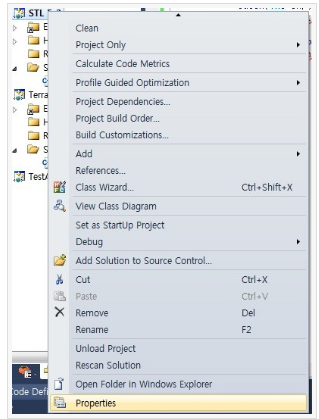 STL 5-2
Clean
Project Only
Calculate Code Metrics
Profile Guided Optimization
Project Dependencies...
Project Build Order...
Build Customizations...
Add
References...
Class Wizard... Ctrl+Shift+X
View Class Diagram
Set as StartUp Project
Debug
Add Solution to Source Control...
Cut Ctrl+X
Paste Ctrl+V
Remove Del
Rename F2
Unload Project
Rescan Solution
Open Folder in Windows Explorer
Properties
E
H
R
S
Terra
E
H
R
S
TestA
Code Defi